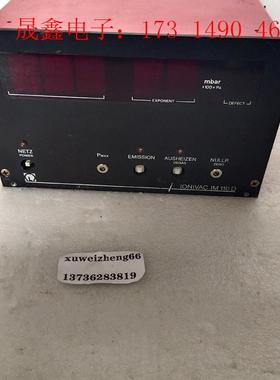 晟鑫电子：173 1490 46
mbar
x100=Pa
EXPONENT
DEFECT
NETZ
POWER
PMAX
EMISSION
AUSHEIZEN
DEGAS
NULLP.
ZERO
IONIVAC IM 110 D
xuweizheng66
13736283819